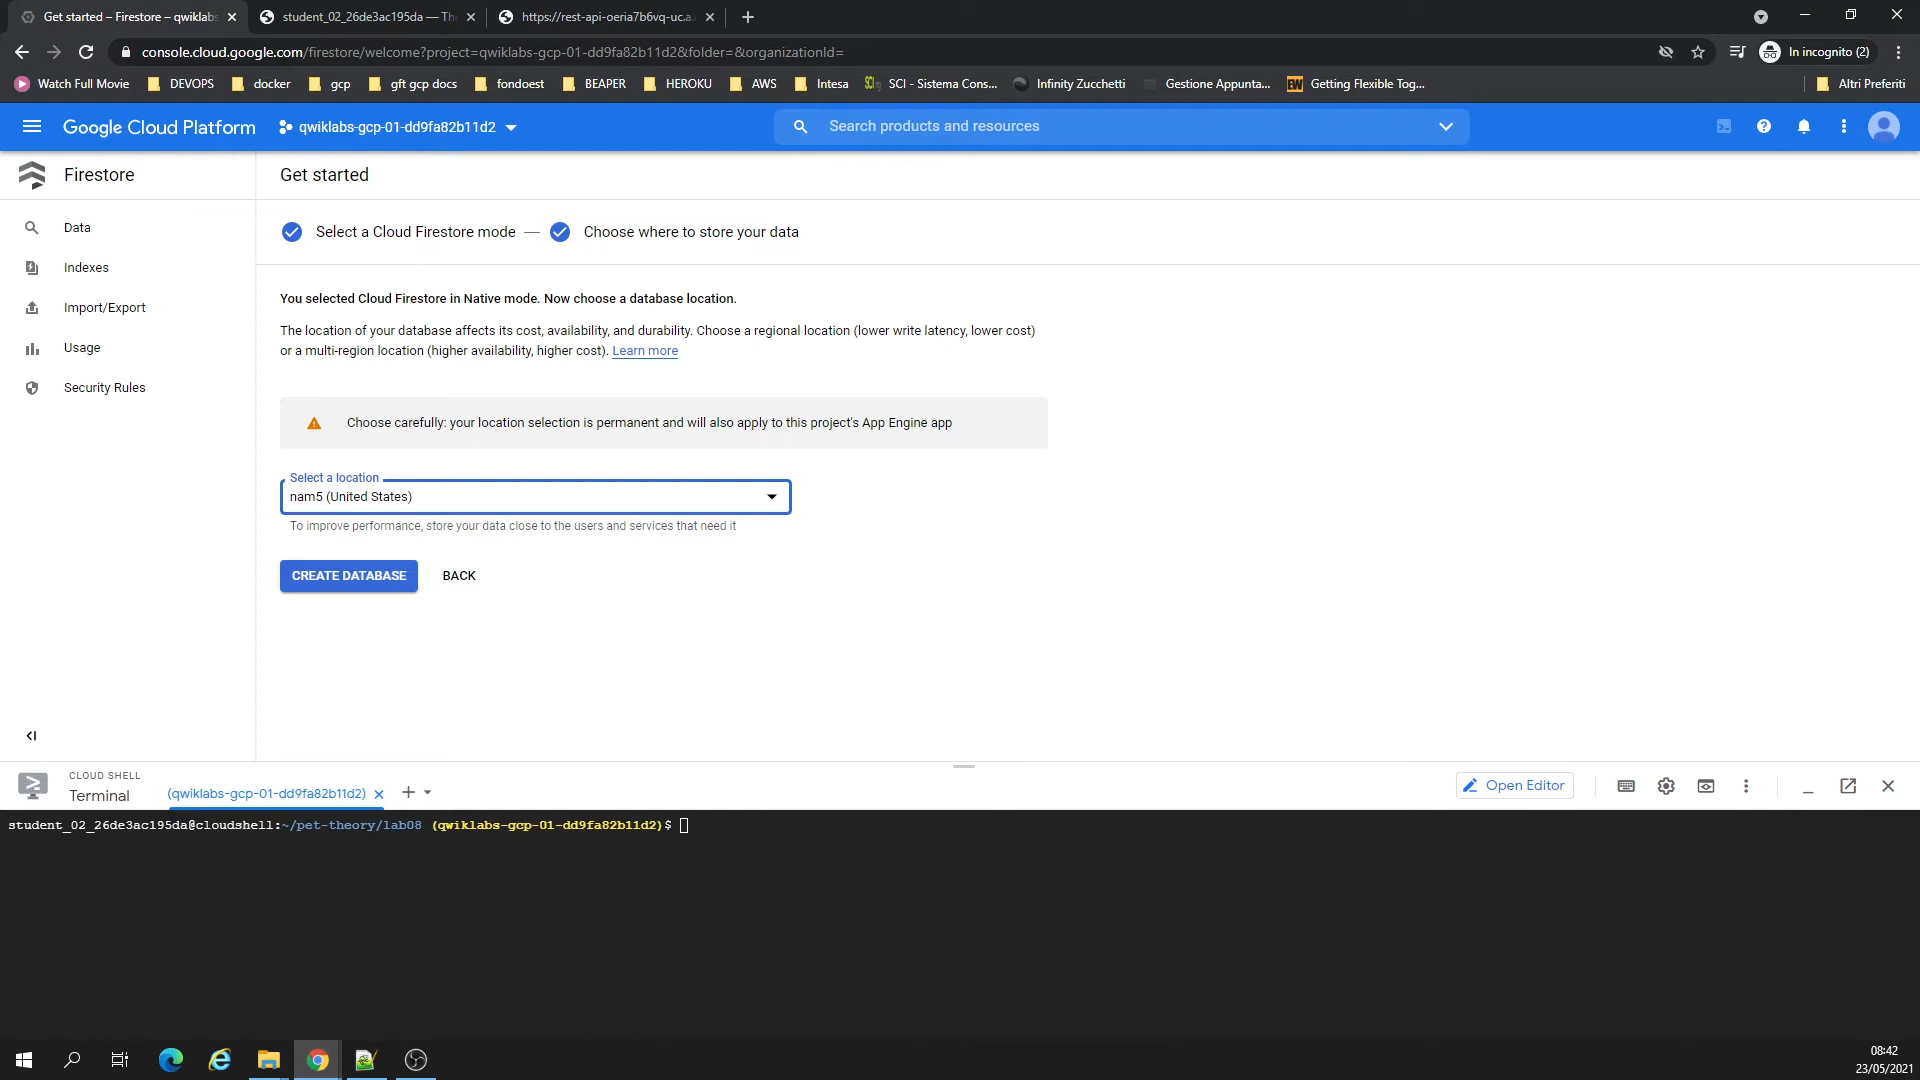 Get started – Firestore – qwiklabs
student_02_26de3ac195da — The
https://rest-api-oeria7b6vq-uc.a.
console.cloud.google.com/firestore/welcome?project=qwiklabs-gcp-01-dd9fa82b11d2&folder=&organizationId=
In incognito (2)
Watch Full Movie
DEVOPS
docker
gcp
gft gcp docs
fondoest
BEAPER
HEROKU
AWS
Intesa
SCI - Sistema Cons...
Infinity Zucchetti
Gestione Appunta...
Getting Flexible Tog...
Altri Preferiti
Google Cloud Platform
qwiklabs-gcp-01-dd9fa82b11d2
Search products and resources
Firestore
Get started
Data
Indexes
Import/Export
Usage
Security Rules
Select a Cloud Firestore mode — Choose where to store your data
You selected Cloud Firestore in Native mode. Now choose a database location.
The location of your database affects its cost, availability, and durability. Choose a regional location (lower write latency, lower cost)
or a multi-region location (higher availability, higher cost). Learn more
Choose carefully: your location selection is permanent and will also apply to this project's App Engine app
Select a location
nam5 (United States)
To improve performance, store your data close to the users and services that need it
CREATE DATABASE
BACK
CLOUD SHELL
Terminal
(qwiklabs-gcp-01-dd9fa82b11d2)
Open Editor
student_02_26de3ac195da@cloudshell:~/pet-theory/lab08 (qwiklabs-gcp-01-dd9fa82b11d2)$
08:42
23/05/2021